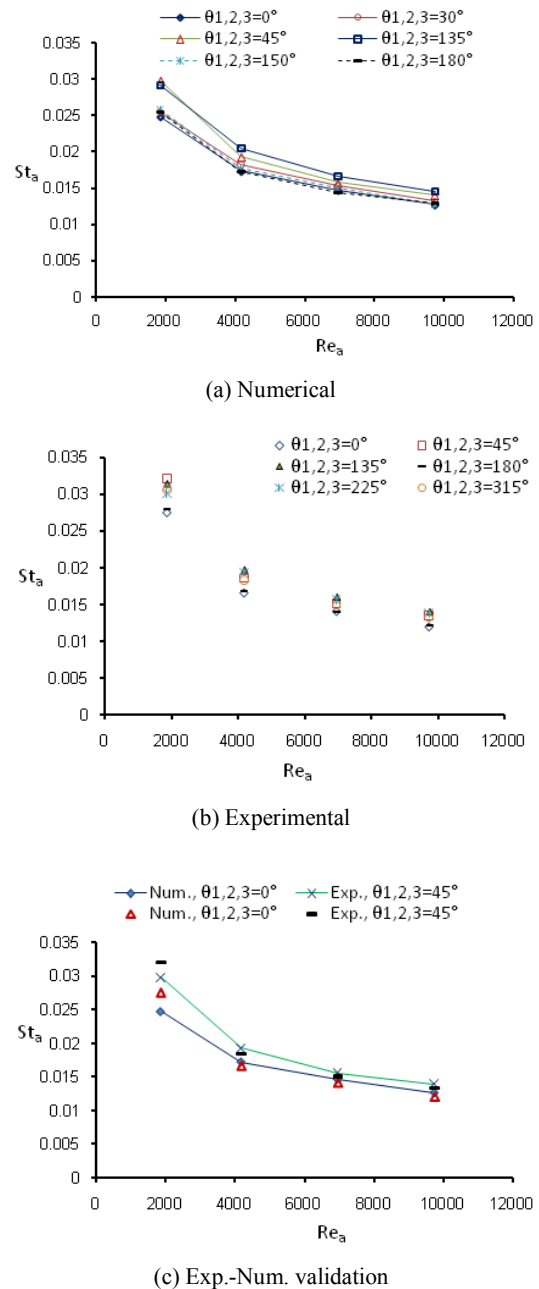 θ1,2,3=0° θ1,2,3=30°
θ1,2,3=45° θ1,2,3=135°
θ1,2,3=150° θ1,2,3=180°
0.035
0.03
0.025
0.02
0.015
0.01
0.005
0
Sta
0 2000 4000 6000 8000 10000 12000
Rea
(a) Numerical
θ1,2,3=0° θ1,2,3=45°
θ1,2,3=135° θ1,2,3=180°
θ1,2,3=225° θ1,2,3=315°
0.035
0.03
0.025
0.02
0.015
0.01
0.005
0
Sta
0 2000 4000 6000 8000 10000 12000
Rea
(b) Experimental
Num., θ1,2,3=0° Exp., θ1,2,3=45°
Num., θ1,2,3=0° Exp., θ1,2,3=45°
0.035
0.03
0.025
0.02
0.015
0.01
0.005
0
Sta
0 2000 4000 6000 8000 10000 12000
Rea
(c) Exp.-Num. validation